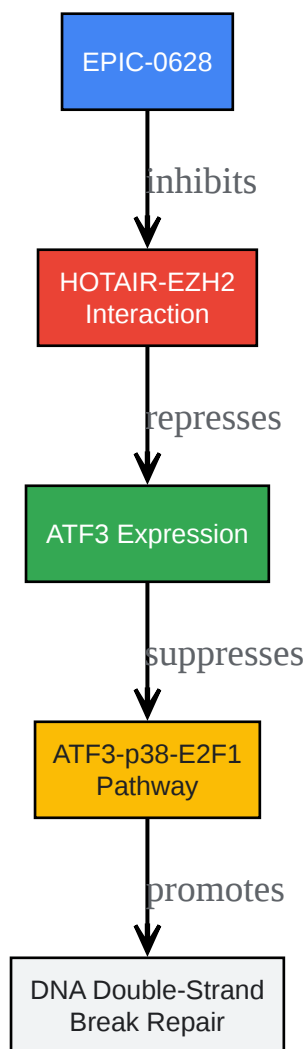 EPIC-0628
inhibits
HOTAIR-EZH2
Interaction
represses
ATF3 Expression
suppresses
ATF3-p38-E2F1
Pathway
promotes
DNA Double-Strand
Break Repair